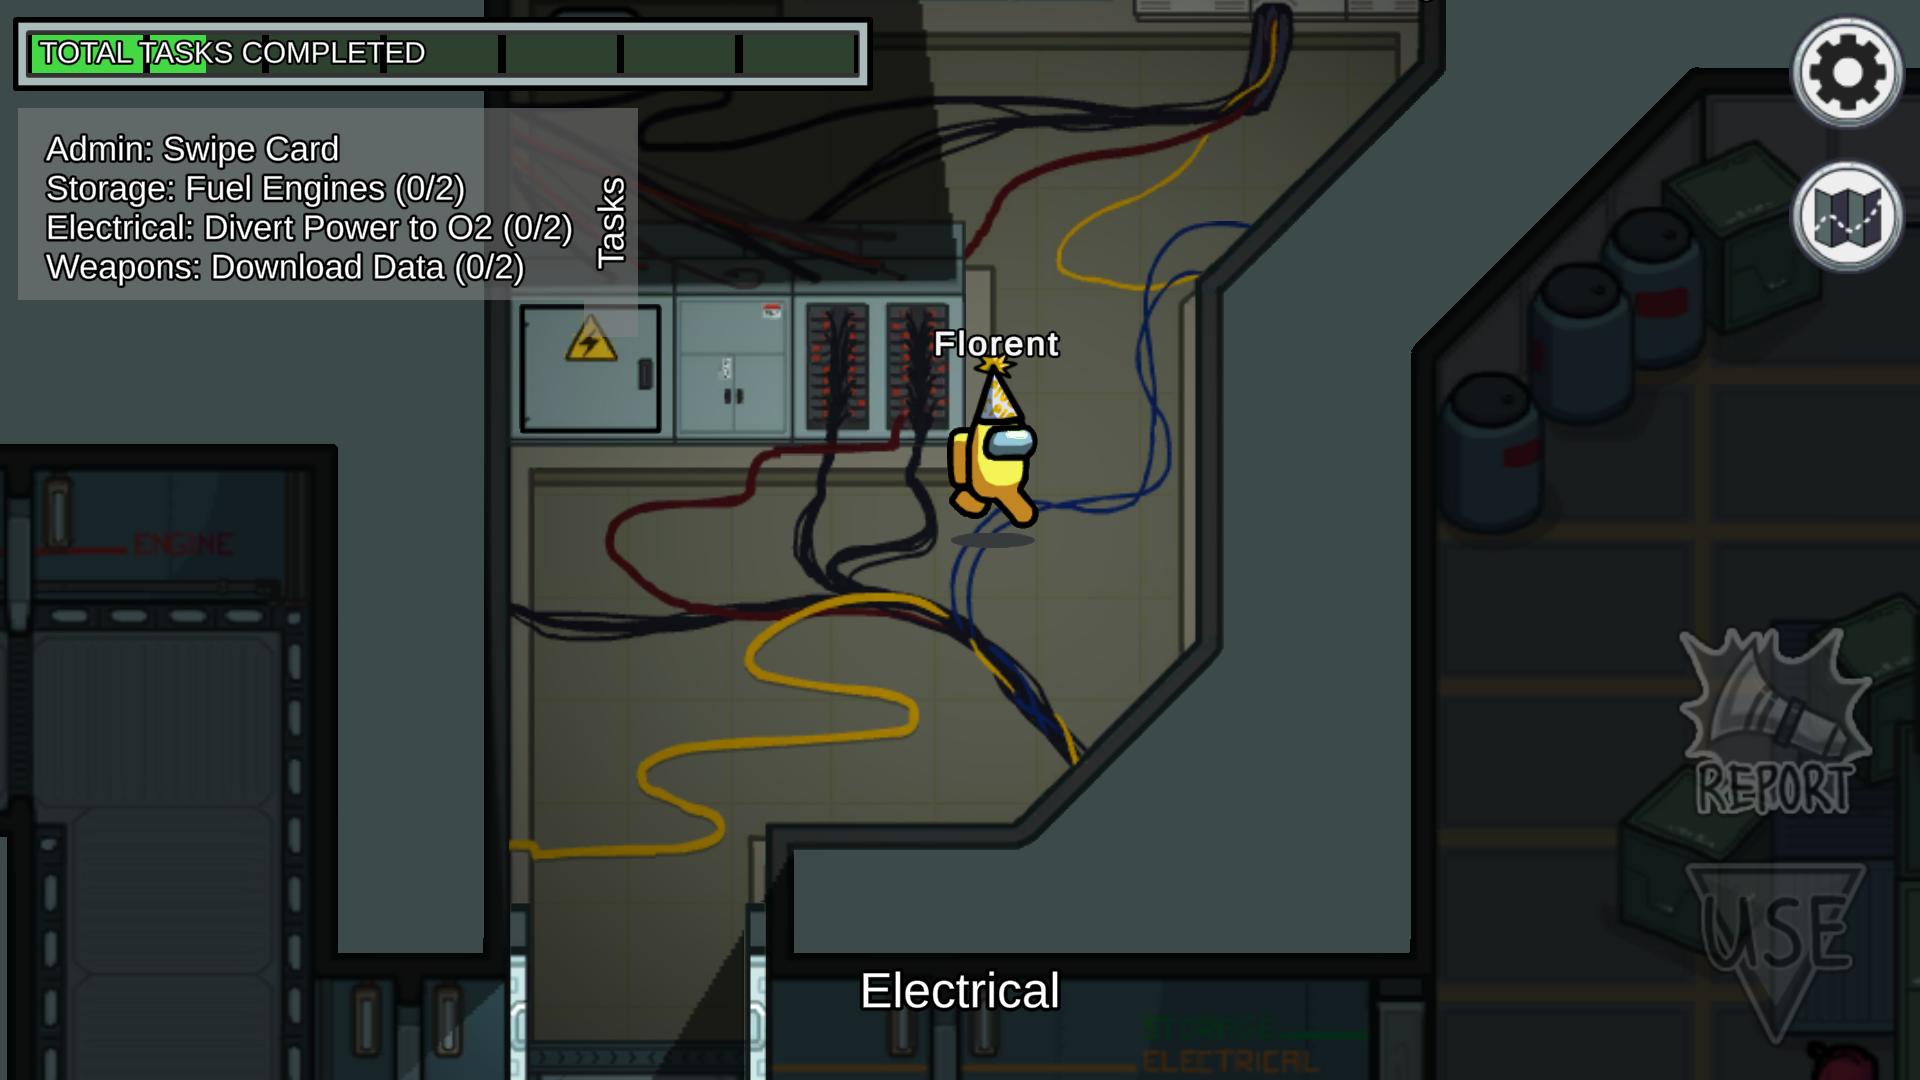 TOTAL TASKS COMPLETED
Admin: Swipe Card
Storage: Fuel Engines (0/2)
Electrical: Divert Power to O2 (0/2)
Weapons: Download Data (0/2)
Tasks
Florent
ENGINE
REPORT
USE
Electrical
STORAGE
ELECTRICAL